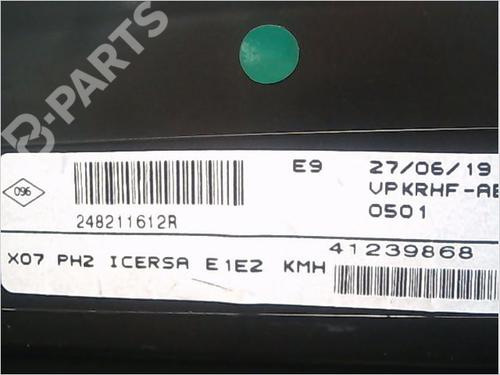 B-PARTS
E9 27/06/19
096
VPKRHF-AE
248211612R
0501
41239868
X07 PH2 ICERSA E1E2 KMH